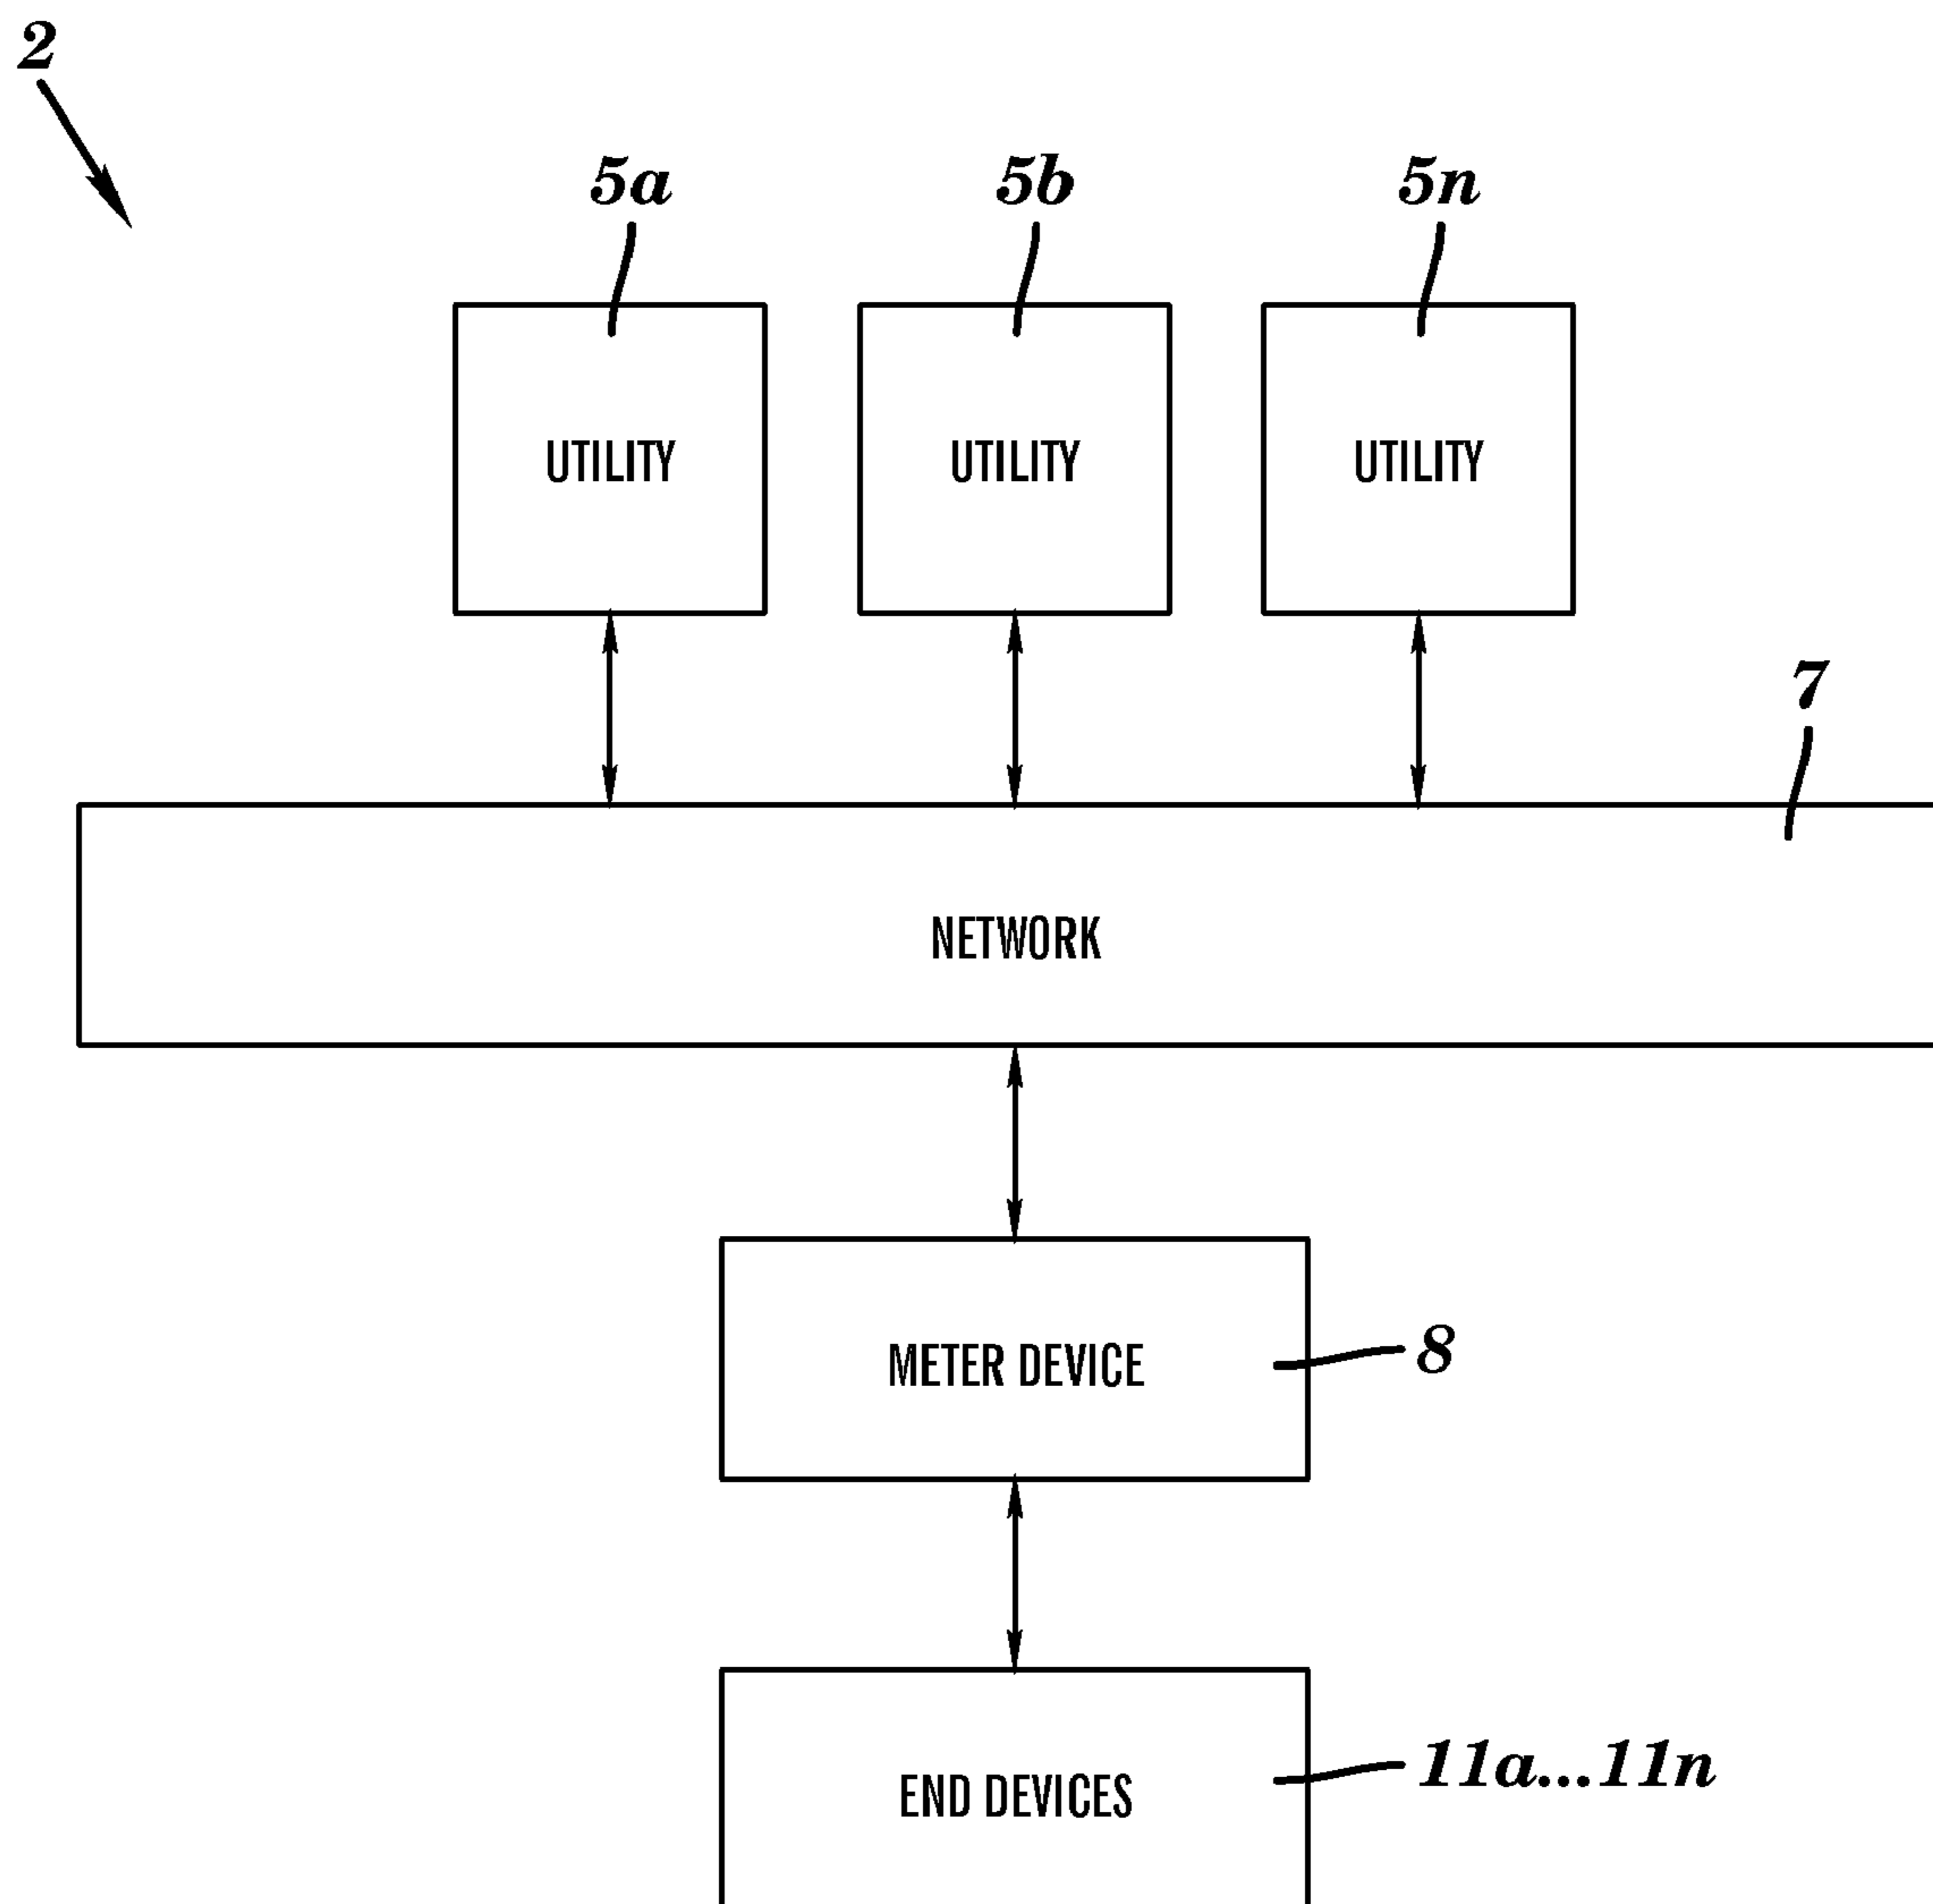 2
5a 5b 5n
UTILITY UTILITY UTILITY
7
NETWORK
METER DEVICE 8
END DEVICES 11a...11n